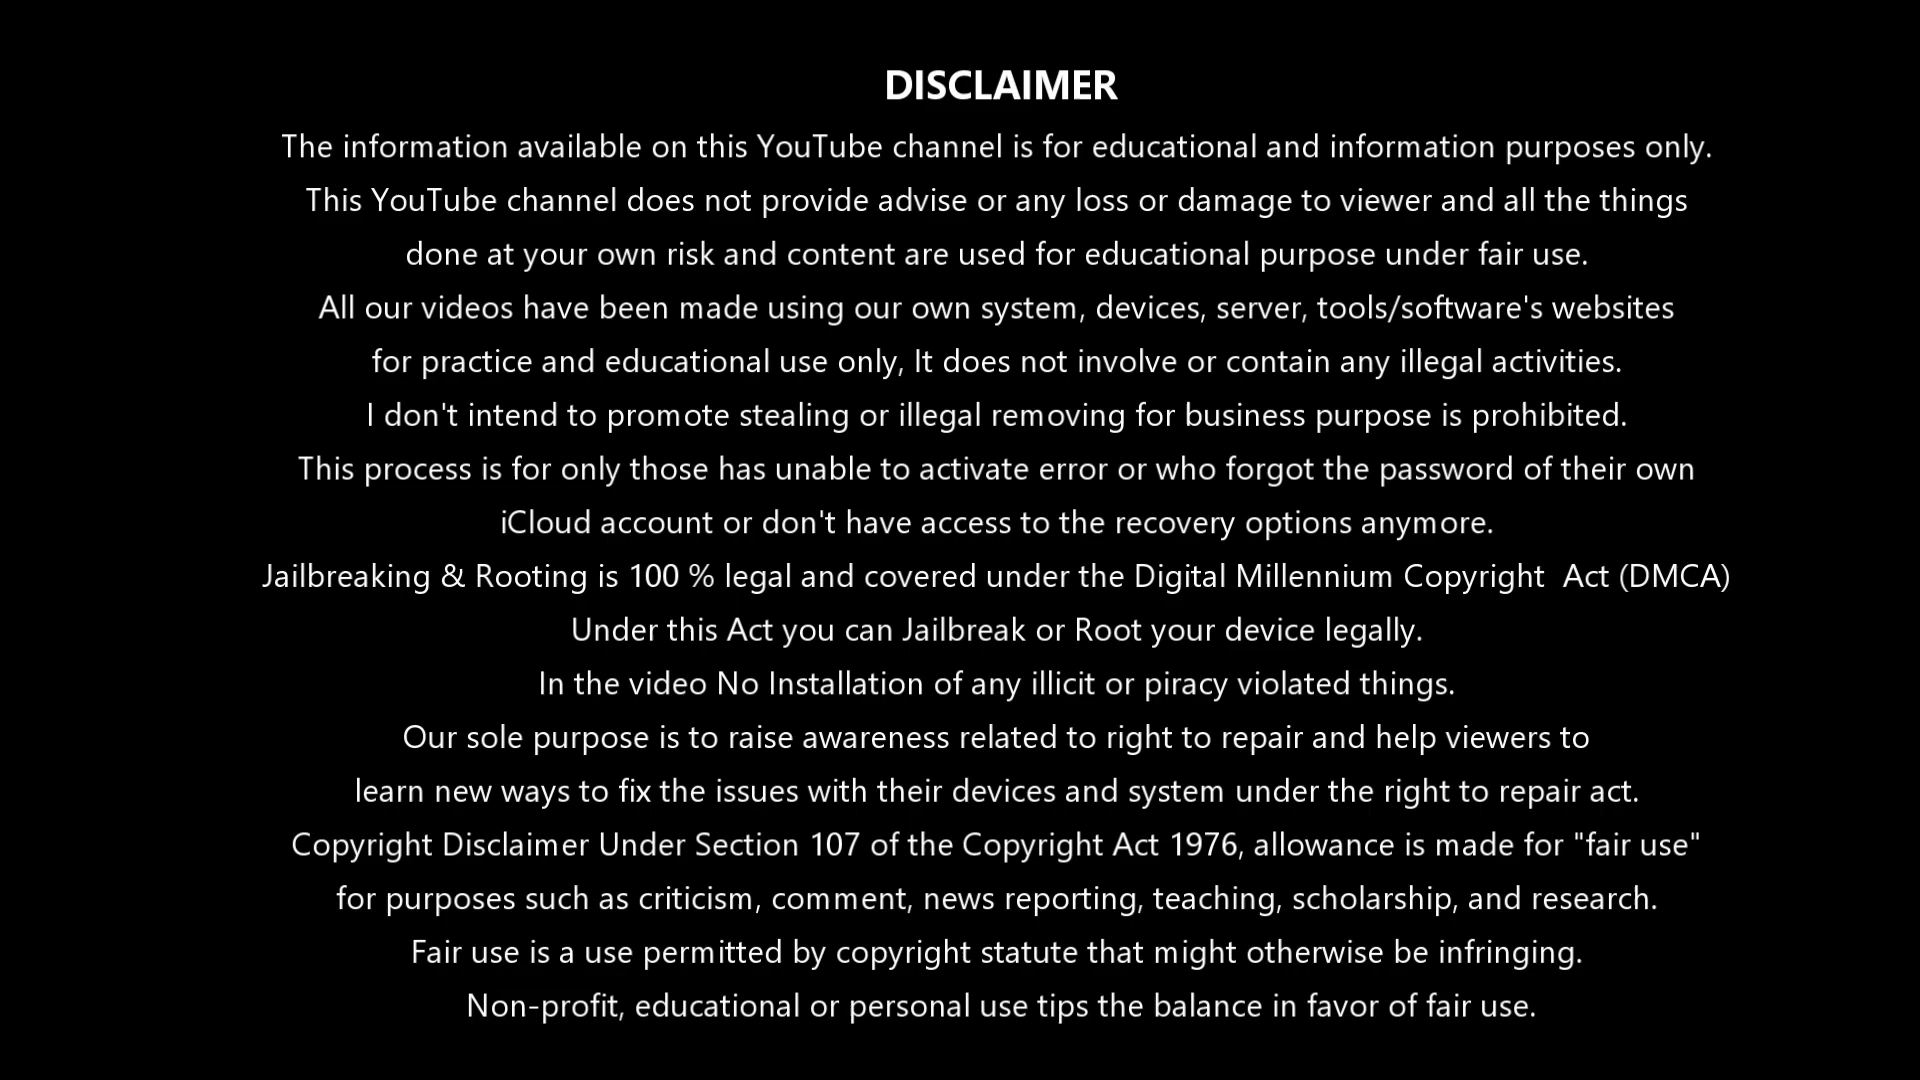 DISCLAIMER
The information available on this YouTube channel is for educational and information purposes only.
This YouTube channel does not provide advise or any loss or damage to viewer and all the things
done at your own risk and content are used for educational purpose under fair use.
All our videos have been made using our own system, devices, server, tools/software's websites
for practice and educational use only, It does not involve or contain any illegal activities.
I don't intend to promote stealing or illegal removing for business purpose is prohibited.
This process is for only those has unable to activate error or who forgot the password of their own
iCloud account or don't have access to the recovery options anymore.
Jailbreaking & Rooting is 100 % legal and covered under the Digital Millennium Copyright  Act (DMCA)
Under this Act you can Jailbreak or Root your device legally.
In the video No Installation of any illicit or piracy violated things.
Our sole purpose is to raise awareness related to right to repair and help viewers to
learn new ways to fix the issues with their devices and system under the right to repair act.
Copyright Disclaimer Under Section 107 of the Copyright Act 1976, allowance is made for "fair use"
for purposes such as criticism, comment, news reporting, teaching, scholarship, and research.
Fair use is a use permitted by copyright statute that might otherwise be infringing.
Non-profit, educational or personal use tips the balance in favor of fair use.